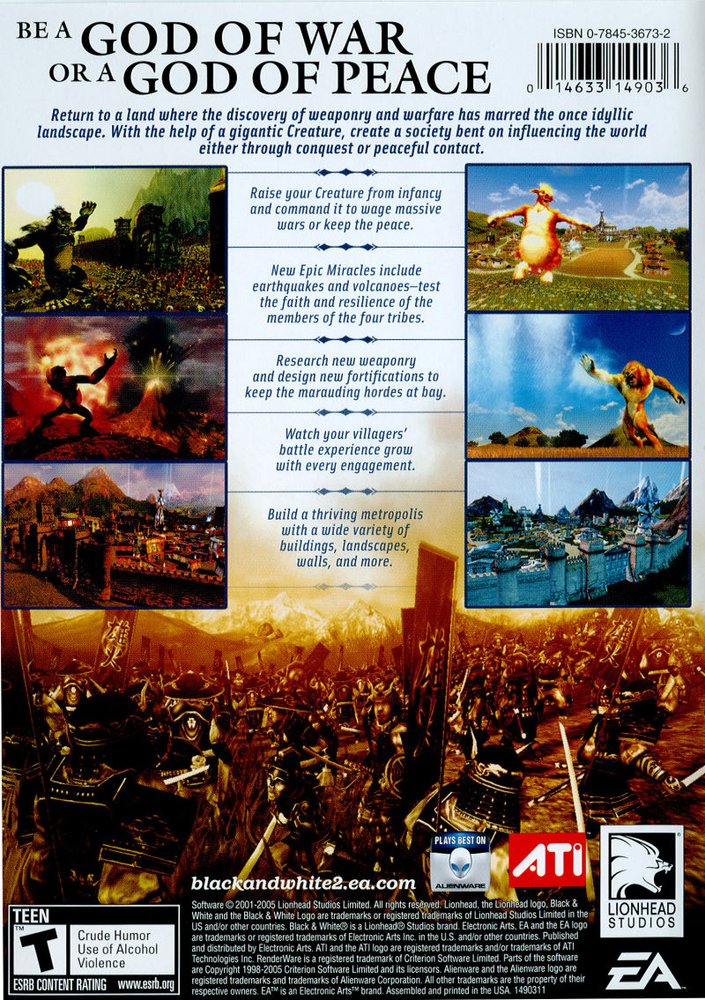 BE A GOD OF WAR
OR A GOD OF PEACE
ISBN 0-7845-3673-2
0 14633 14903 6
Return to a land where the discovery of weaponry and warfare has marred the once idyllic
landscape. With the help of a gigantic Creature, create a society bent on influencing the world
either through conquest or peaceful contact.
Raise your Creature from infancy
and command it to wage massive
wars or keep the peace.
New Epic Miracles include
earthquakes and volcanoes—test
the faith and resilience of the
members of the four tribes.
Research new weaponry
and design new fortifications to
keep the marauding hordes at bay.
Watch your villagers’
battle experience grow
with every engagement.
Build a thriving metropolis
with a wide variety of
buildings, landscapes,
walls, and more.
PLAYS BEST ON
ALIENWARE
ATI
LIONHEAD
STUDIOS
®
blackandwhite2.ea.com
Software © 2001-2005 Lionhead Studios Limited. All rights reserved. Lionhead, the Lionhead logo, Black &
White and the Black & White Logo are trademarks or registered trademarks of Lionhead Studios Limited in the
US and/or other countries. Black & White® is a Lionhead® Studios brand. Electronic Arts, EA and the EA logo
are trademarks or registered trademarks of Electronic Arts Inc. in the U.S. and/or other countries. Published
and distributed by Electronic Arts. ATI and the ATI logo are registered trademarks and/or trademarks of ATI
Technologies Inc. RenderWare is a registered trademark of Criterion Software Limited. Parts of the software
are Copyright 1998-2005 Criterion Software Limited and its licensors. Alienware and the Alienware logo are
registered trademarks and trademarks of Alienware Corporation. All other trademarks are the property of their
respective owners. EA™ is an Electronic Arts™ brand. Assembled and printed in the USA. 1490311
TEEN
T
™
Crude Humor
Use of Alcohol
Violence
ESRB CONTENT RATING www.esrb.org
EA
™